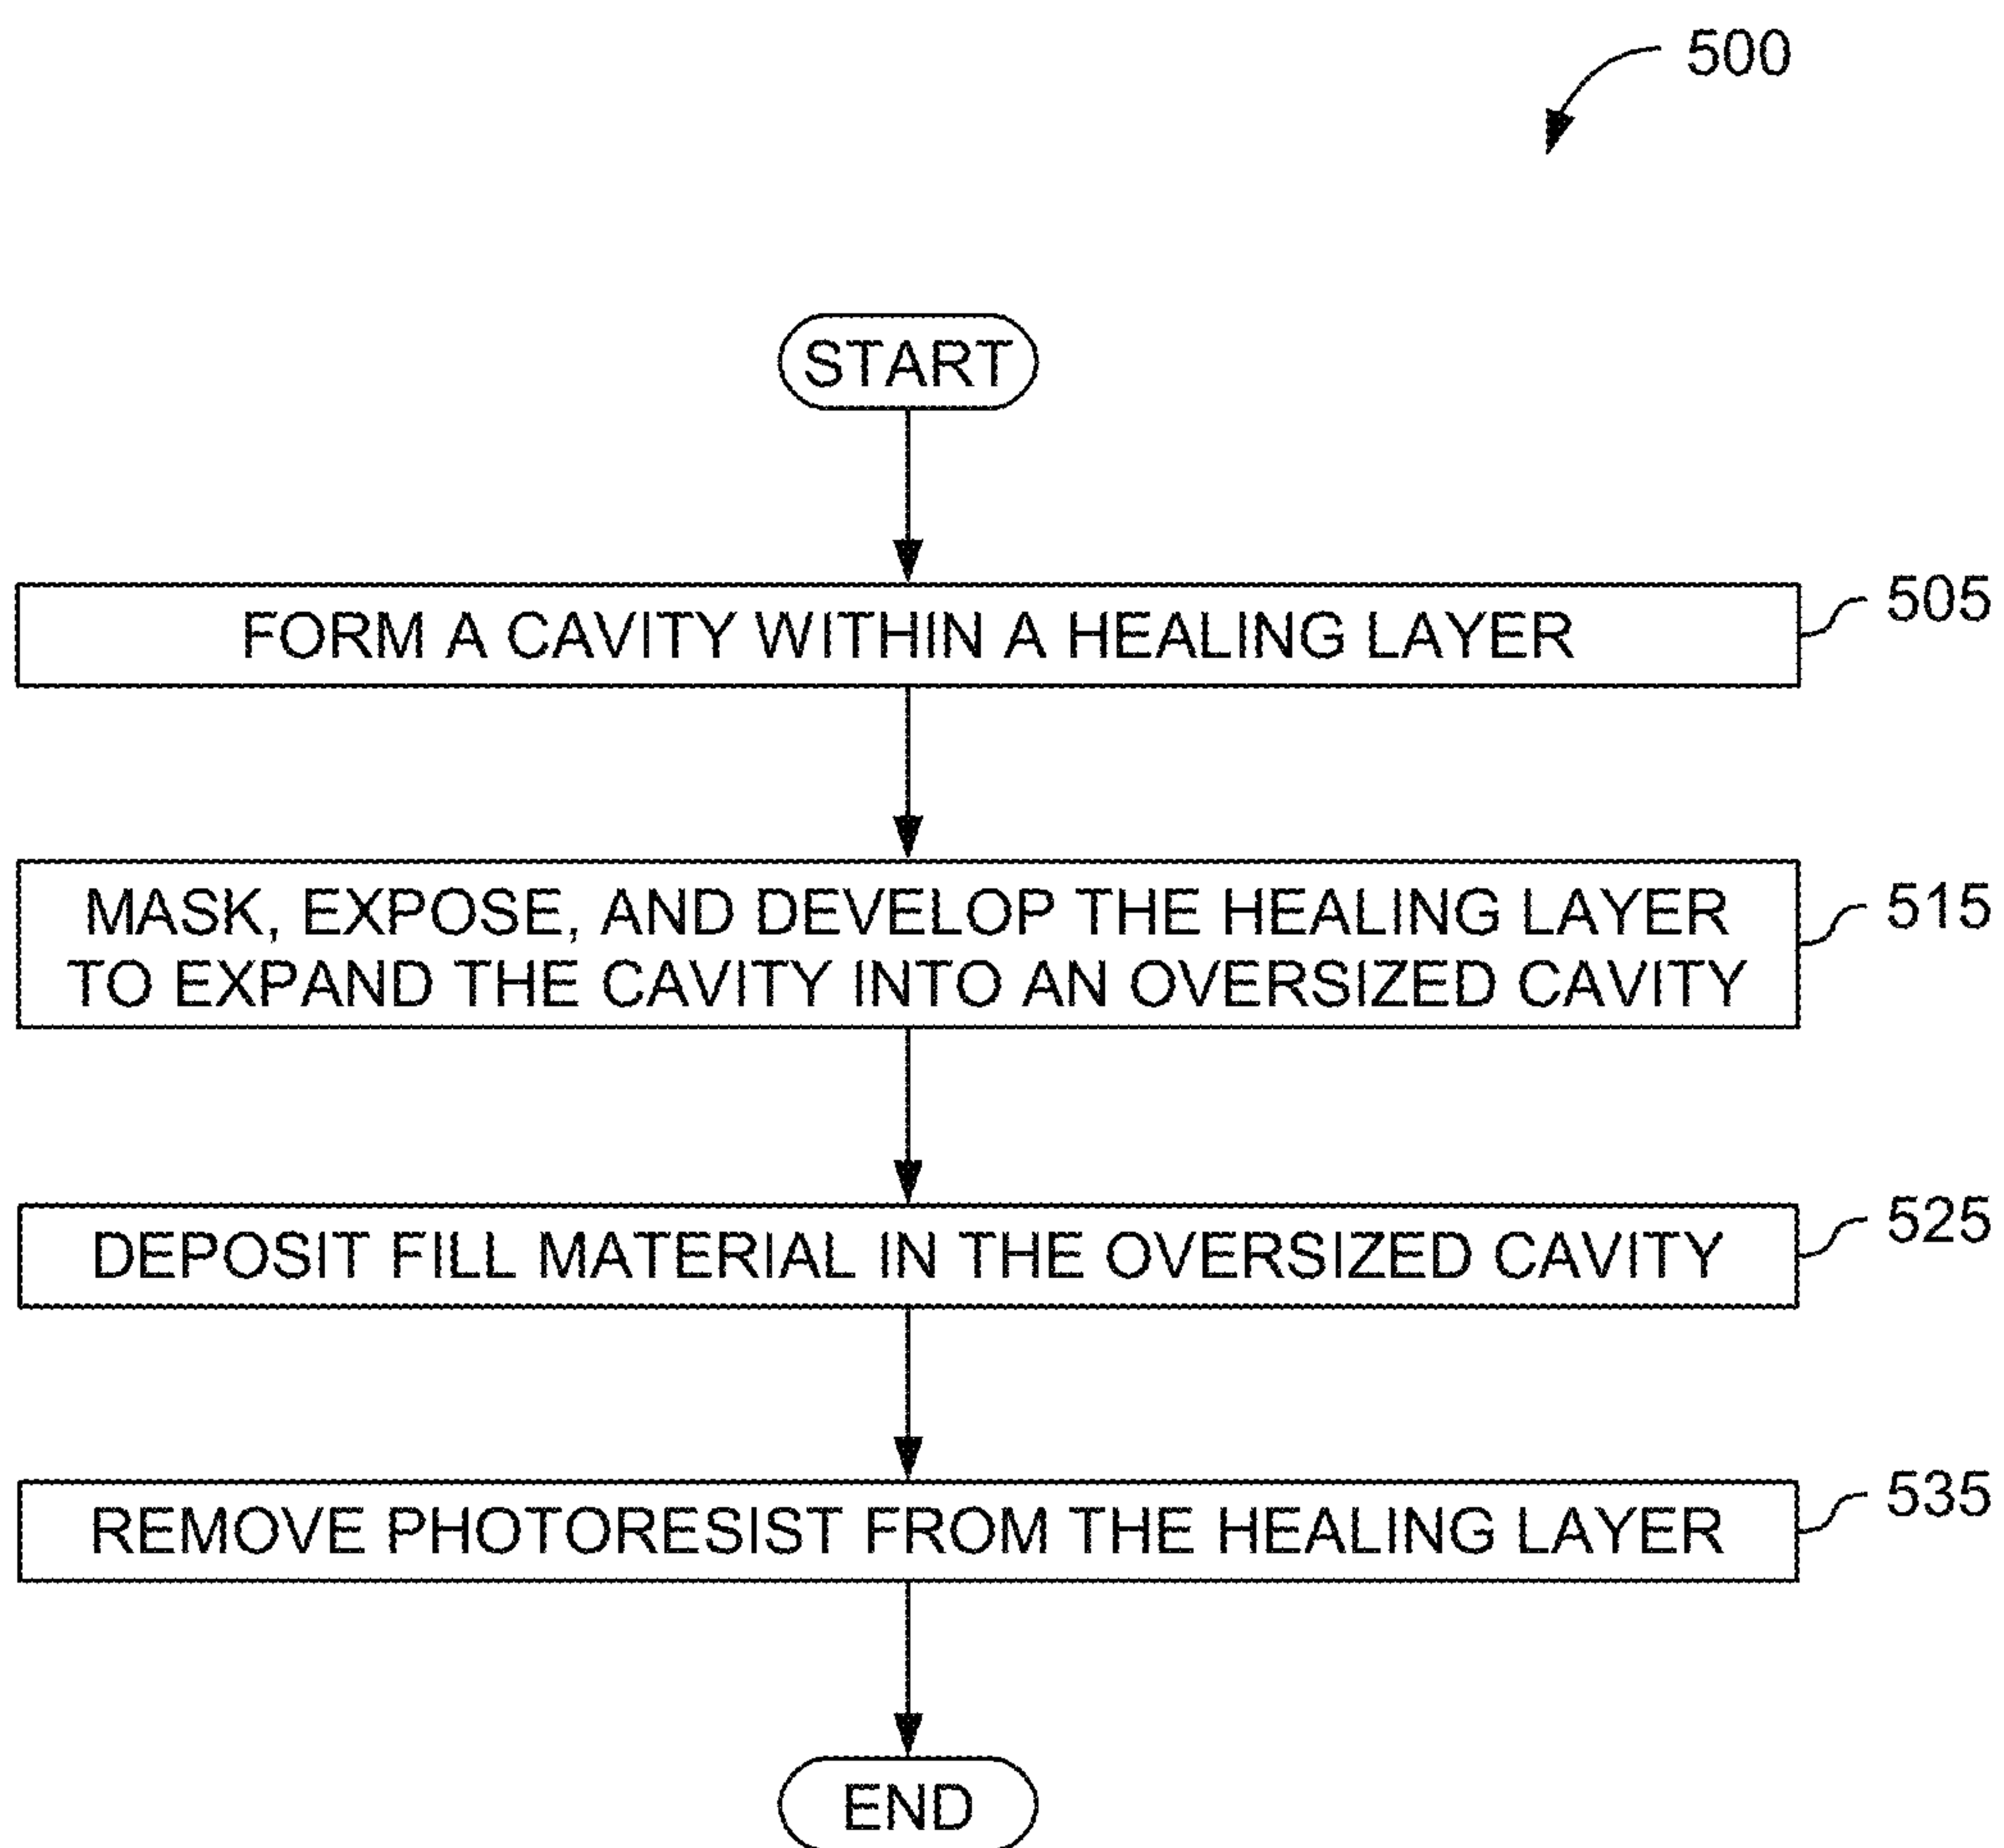 500
START
FORM A CAVITY WITHIN A HEALING LAYER
505
MASK, EXPOSE, AND DEVELOP THE HEALING LAYER
TO EXPAND THE CAVITY INTO AN OVERSIZED CAVITY
515
DEPOSIT FILL MATERIAL IN THE OVERSIZED CAVITY
525
REMOVE PHOTORESIST FROM THE HEALING LAYER
535
END